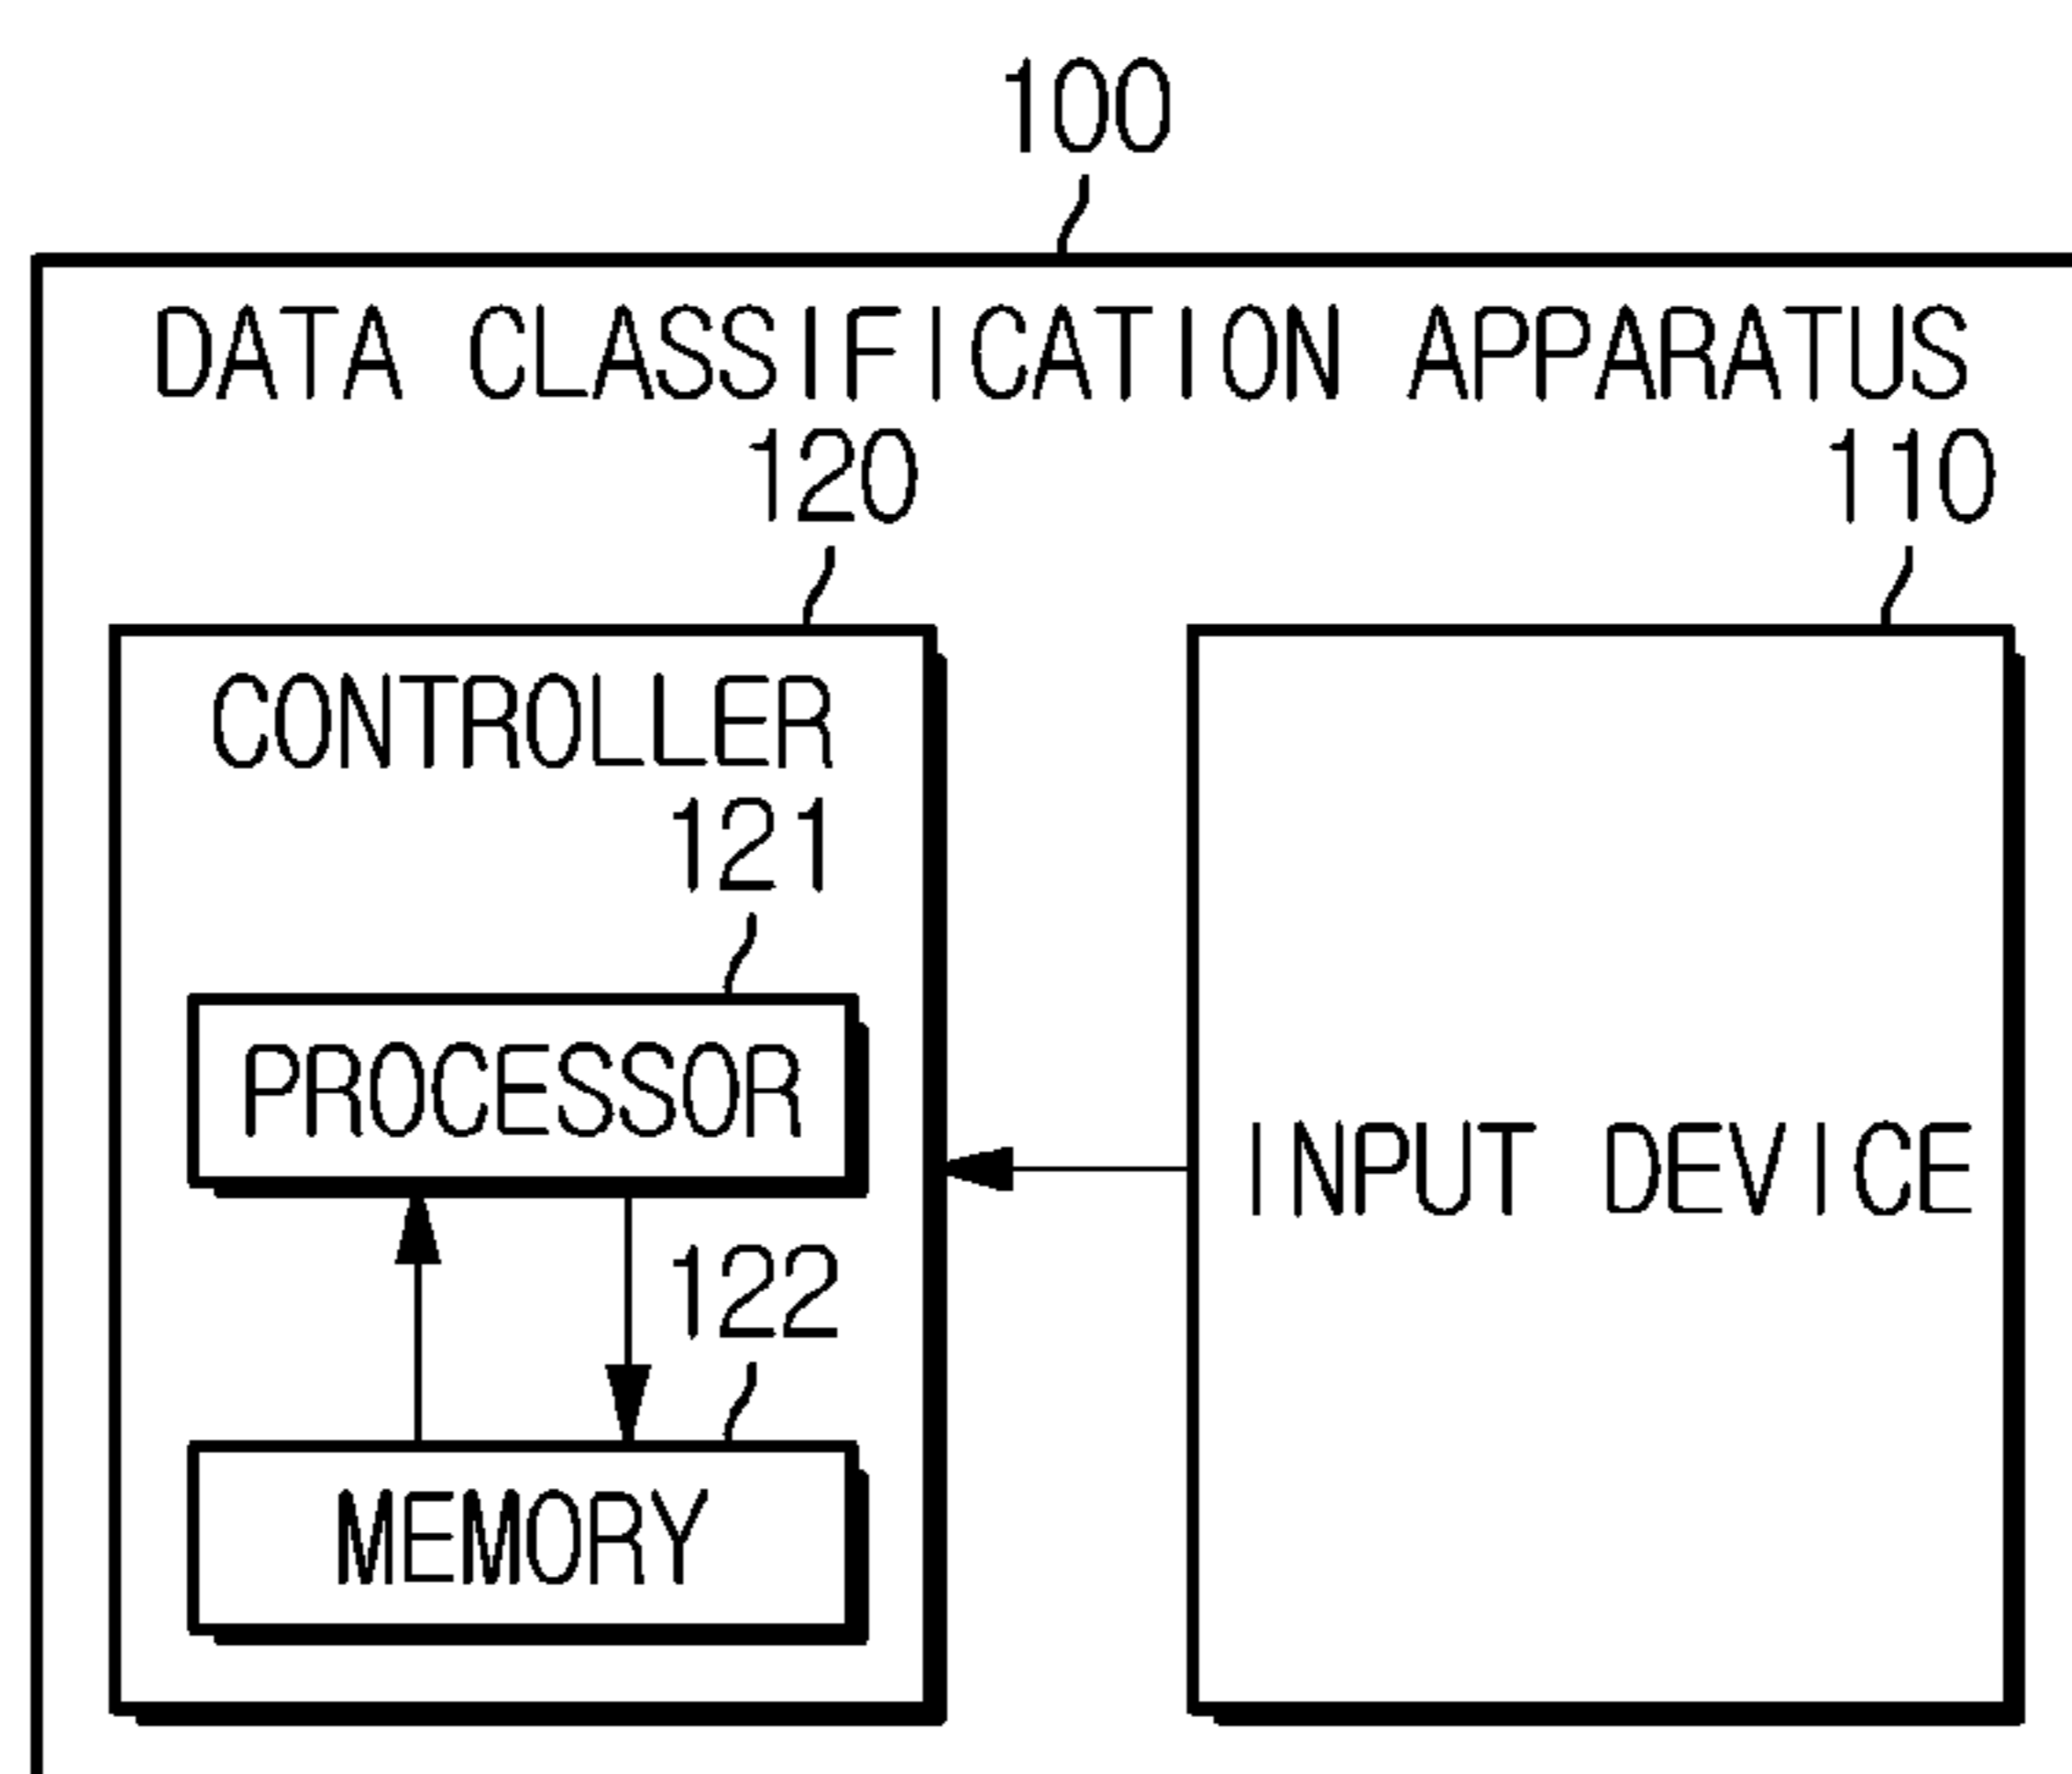 100
DATA CLASSIFICATION APPARATUS
120
110
CONTROLLER
121
PROCESSOR
INPUT DEVICE
122
MEMORY